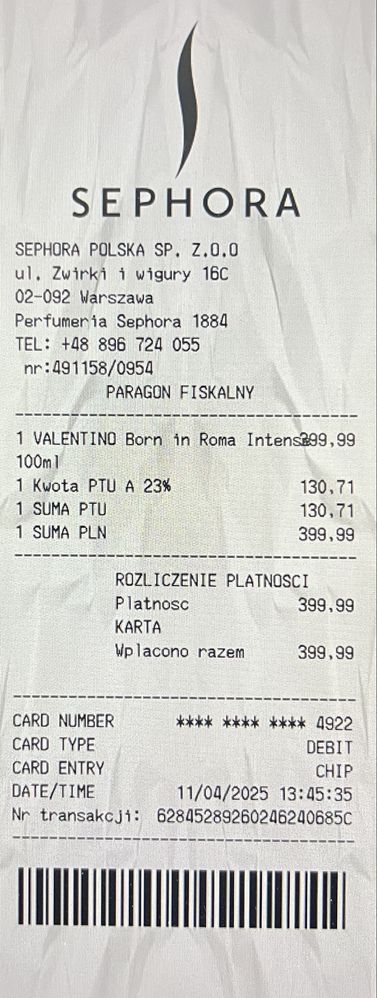 SEPHORA
SEPHORA POLSKA SP. Z.O.O
ul. Zwirki i wigury 16C
02-092 Warszawa
Perfumeria Sephora 1884
TEL: +48 896 724 055
nr:491158/0954
PARAGON FISKALNY
1 VALENTINO Born in Roma Intense 399,99
100ml
1 Kwota PTU A 23% 130,71
1 SUMA PTU 130,71
1 SUMA PLN 399,99
ROZLICZENIE PLATNOSCI
Platnosc 399,99
KARTA
Wplacono razem 399,99
CARD NUMBER **** **** **** 4922
CARD TYPE DEBIT
CARD ENTRY CHIP
DATE/TIME 11/04/2025 13:45:35
Nr transakcji: 62845289260246240685C